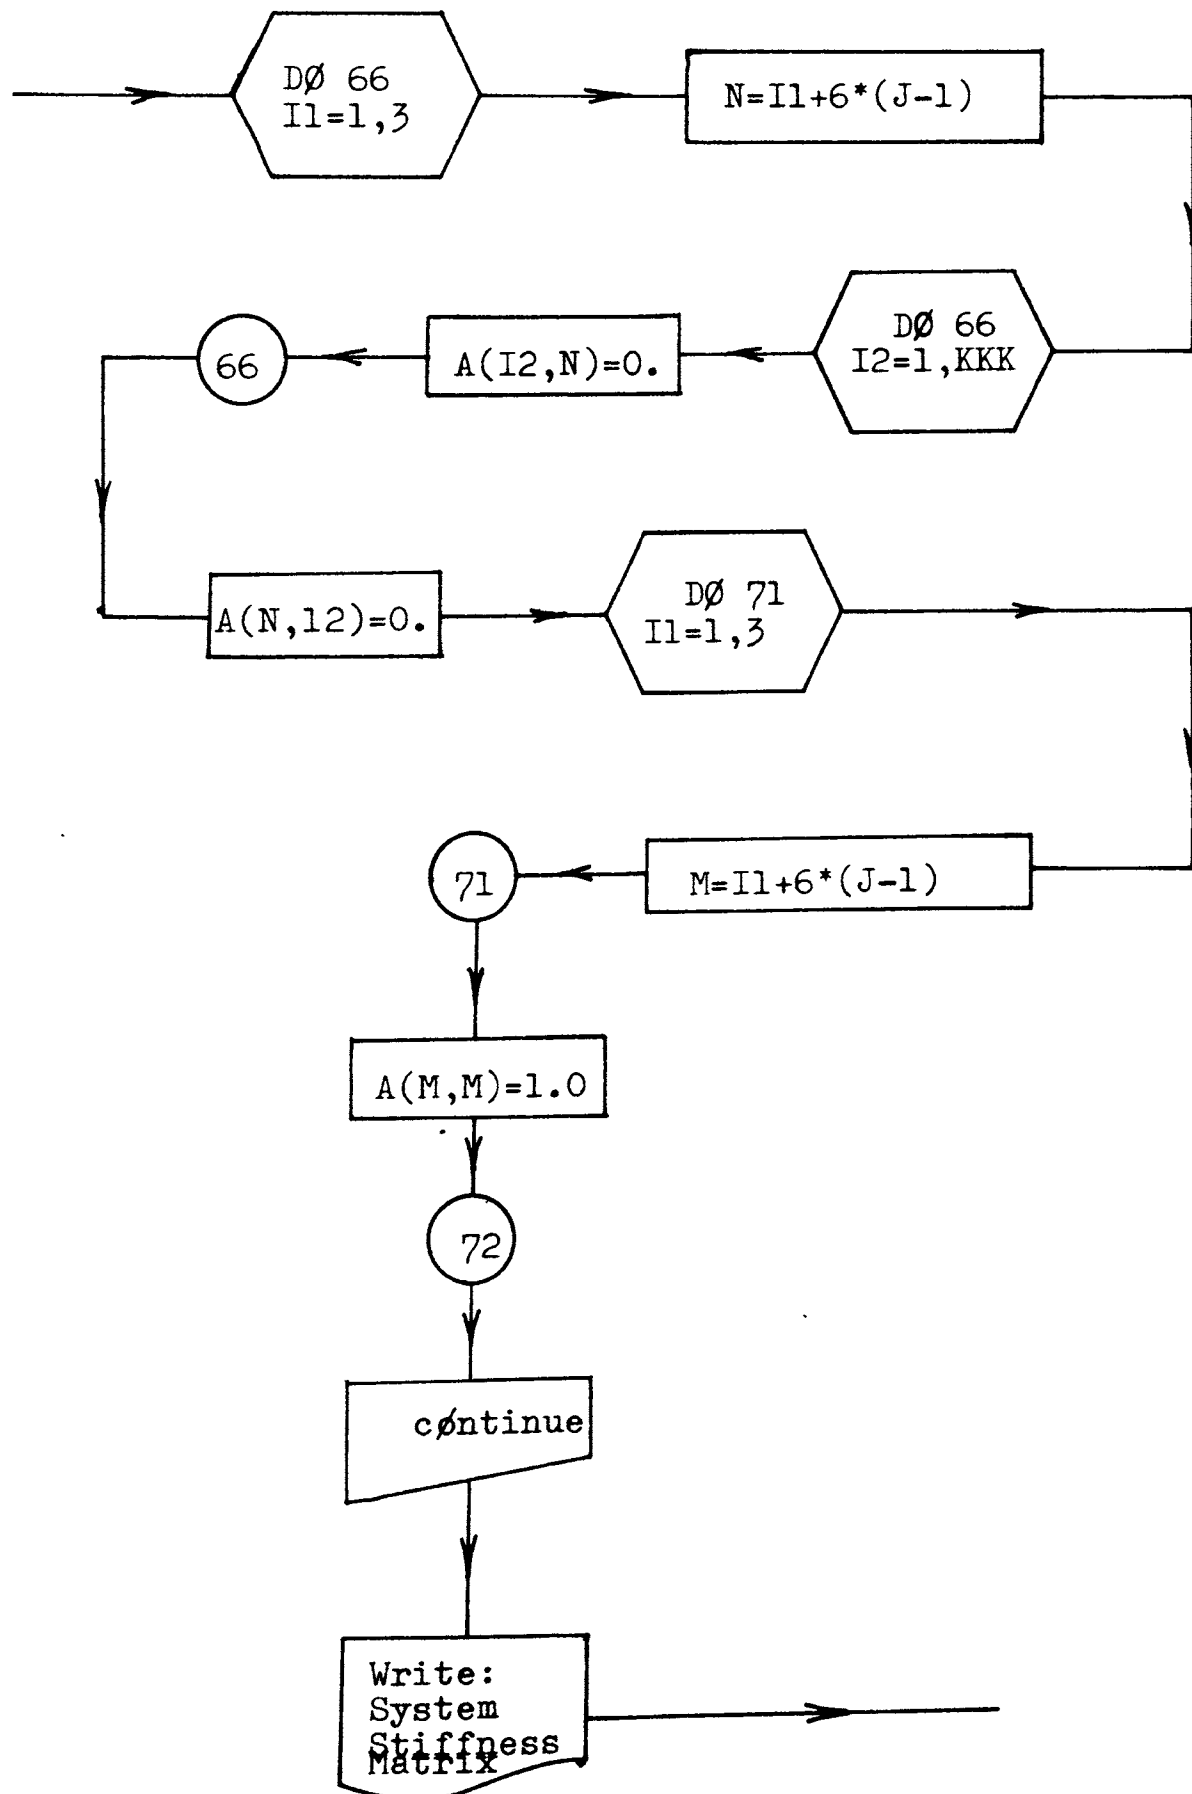 DØ 66
I1=1,3
N=I1+6*(J-1)
DØ 66
I2=1,KKK
A(I2,N)=0.
66
A(N,12)=0.
DØ 71
I1=1,3
M=I1+6*(J-1)
71
A(M,M)=1.0
72
cøntinue
Write:
System
Stiffness
Matrix